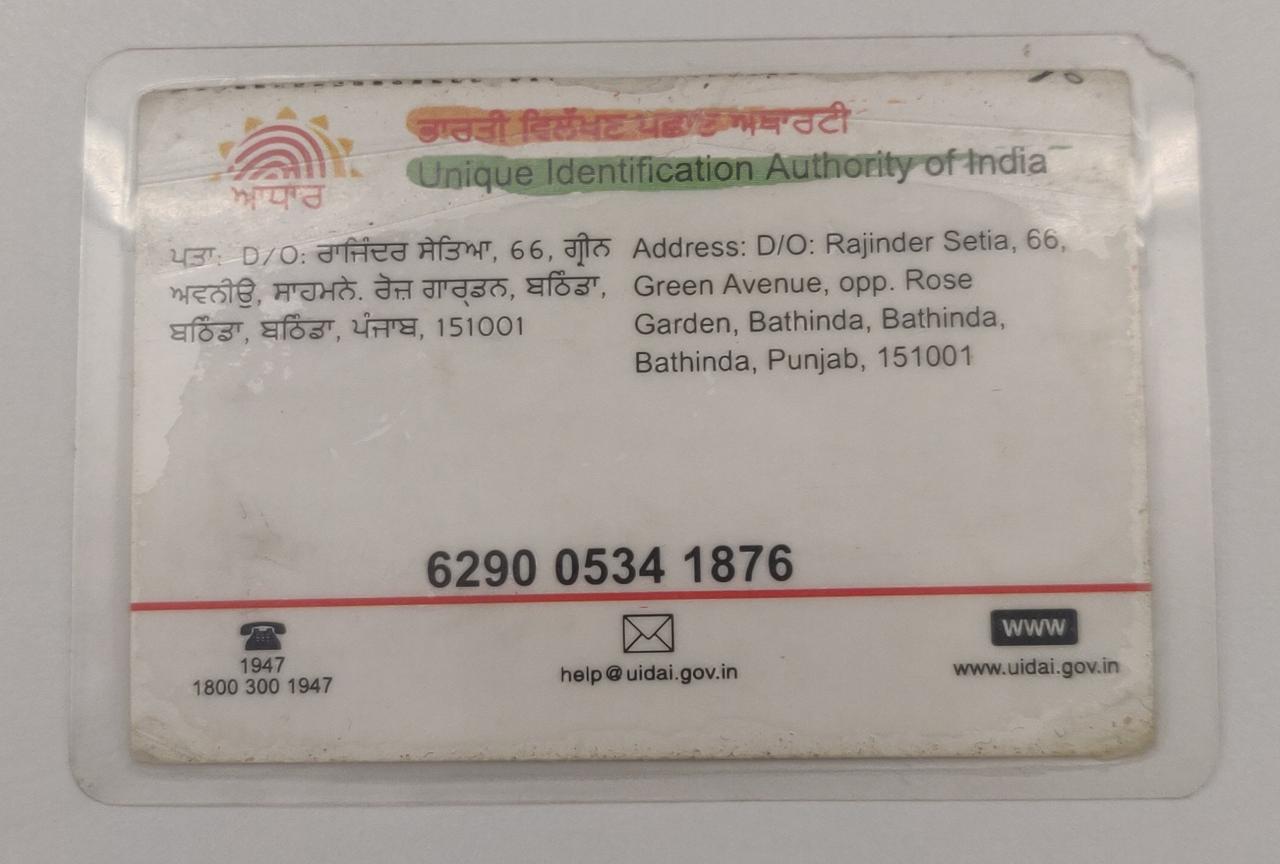 ਭਾਰਤੀ ਵਿਲੱਖਣ ਪਛਾਣ ਅਥਾਰਟੀ
Unique Identification Authority of India
ਆਧਾਰ
ਪਤਾ: D/O: ਰਾਜਿੰਦਰ ਸੇਤਿਆ, 66, ਗ੍ਰੀਨ
ਅਵਨੀਉ, ਸਾਹਮਨੇ. ਰੋਜ਼ ਗਾਰ੍ਡਨ, ਬਠਿੰਡਾ,
ਬਠਿੰਡਾ, ਬਠਿੰਡਾ, ਪੰਜਾਬ, 151001
Address: D/O: Rajinder Setia, 66,
Green Avenue, opp. Rose
Garden, Bathinda, Bathinda,
Bathinda, Punjab, 151001
6290 0534 1876
1947
1800 300 1947
help@uidai.gov.in
WWW
www.uidai.gov.in